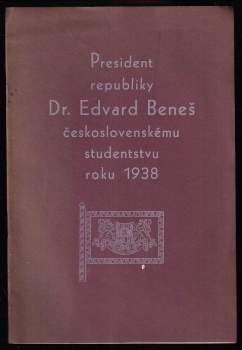 President
republiky
Dr. Edvard Beneš
československému
studentstvu
roku 1938